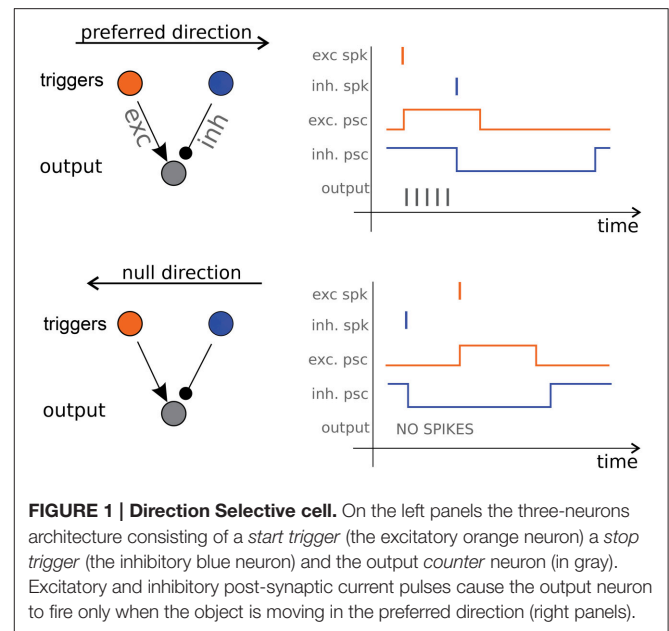 preferred direction
triggers
exc
inh
output
exc spk
inh. spk
exc. psc
inh. psc
output
time
null direction
triggers
output
exc spk
inh. spk
exc. psc
inh. psc
output NO SPIKES
time
FIGURE 1 | Direction Selective cell. On the left panels the three-neurons
architecture consisting of a start trigger (the excitatory orange neuron) a stop
trigger (the inhibitory blue neuron) and the output counter neuron (in gray).
Excitatory and inhibitory post-synaptic current pulses cause the output neuron
to fire only when the object is moving in the preferred direction (right panels).